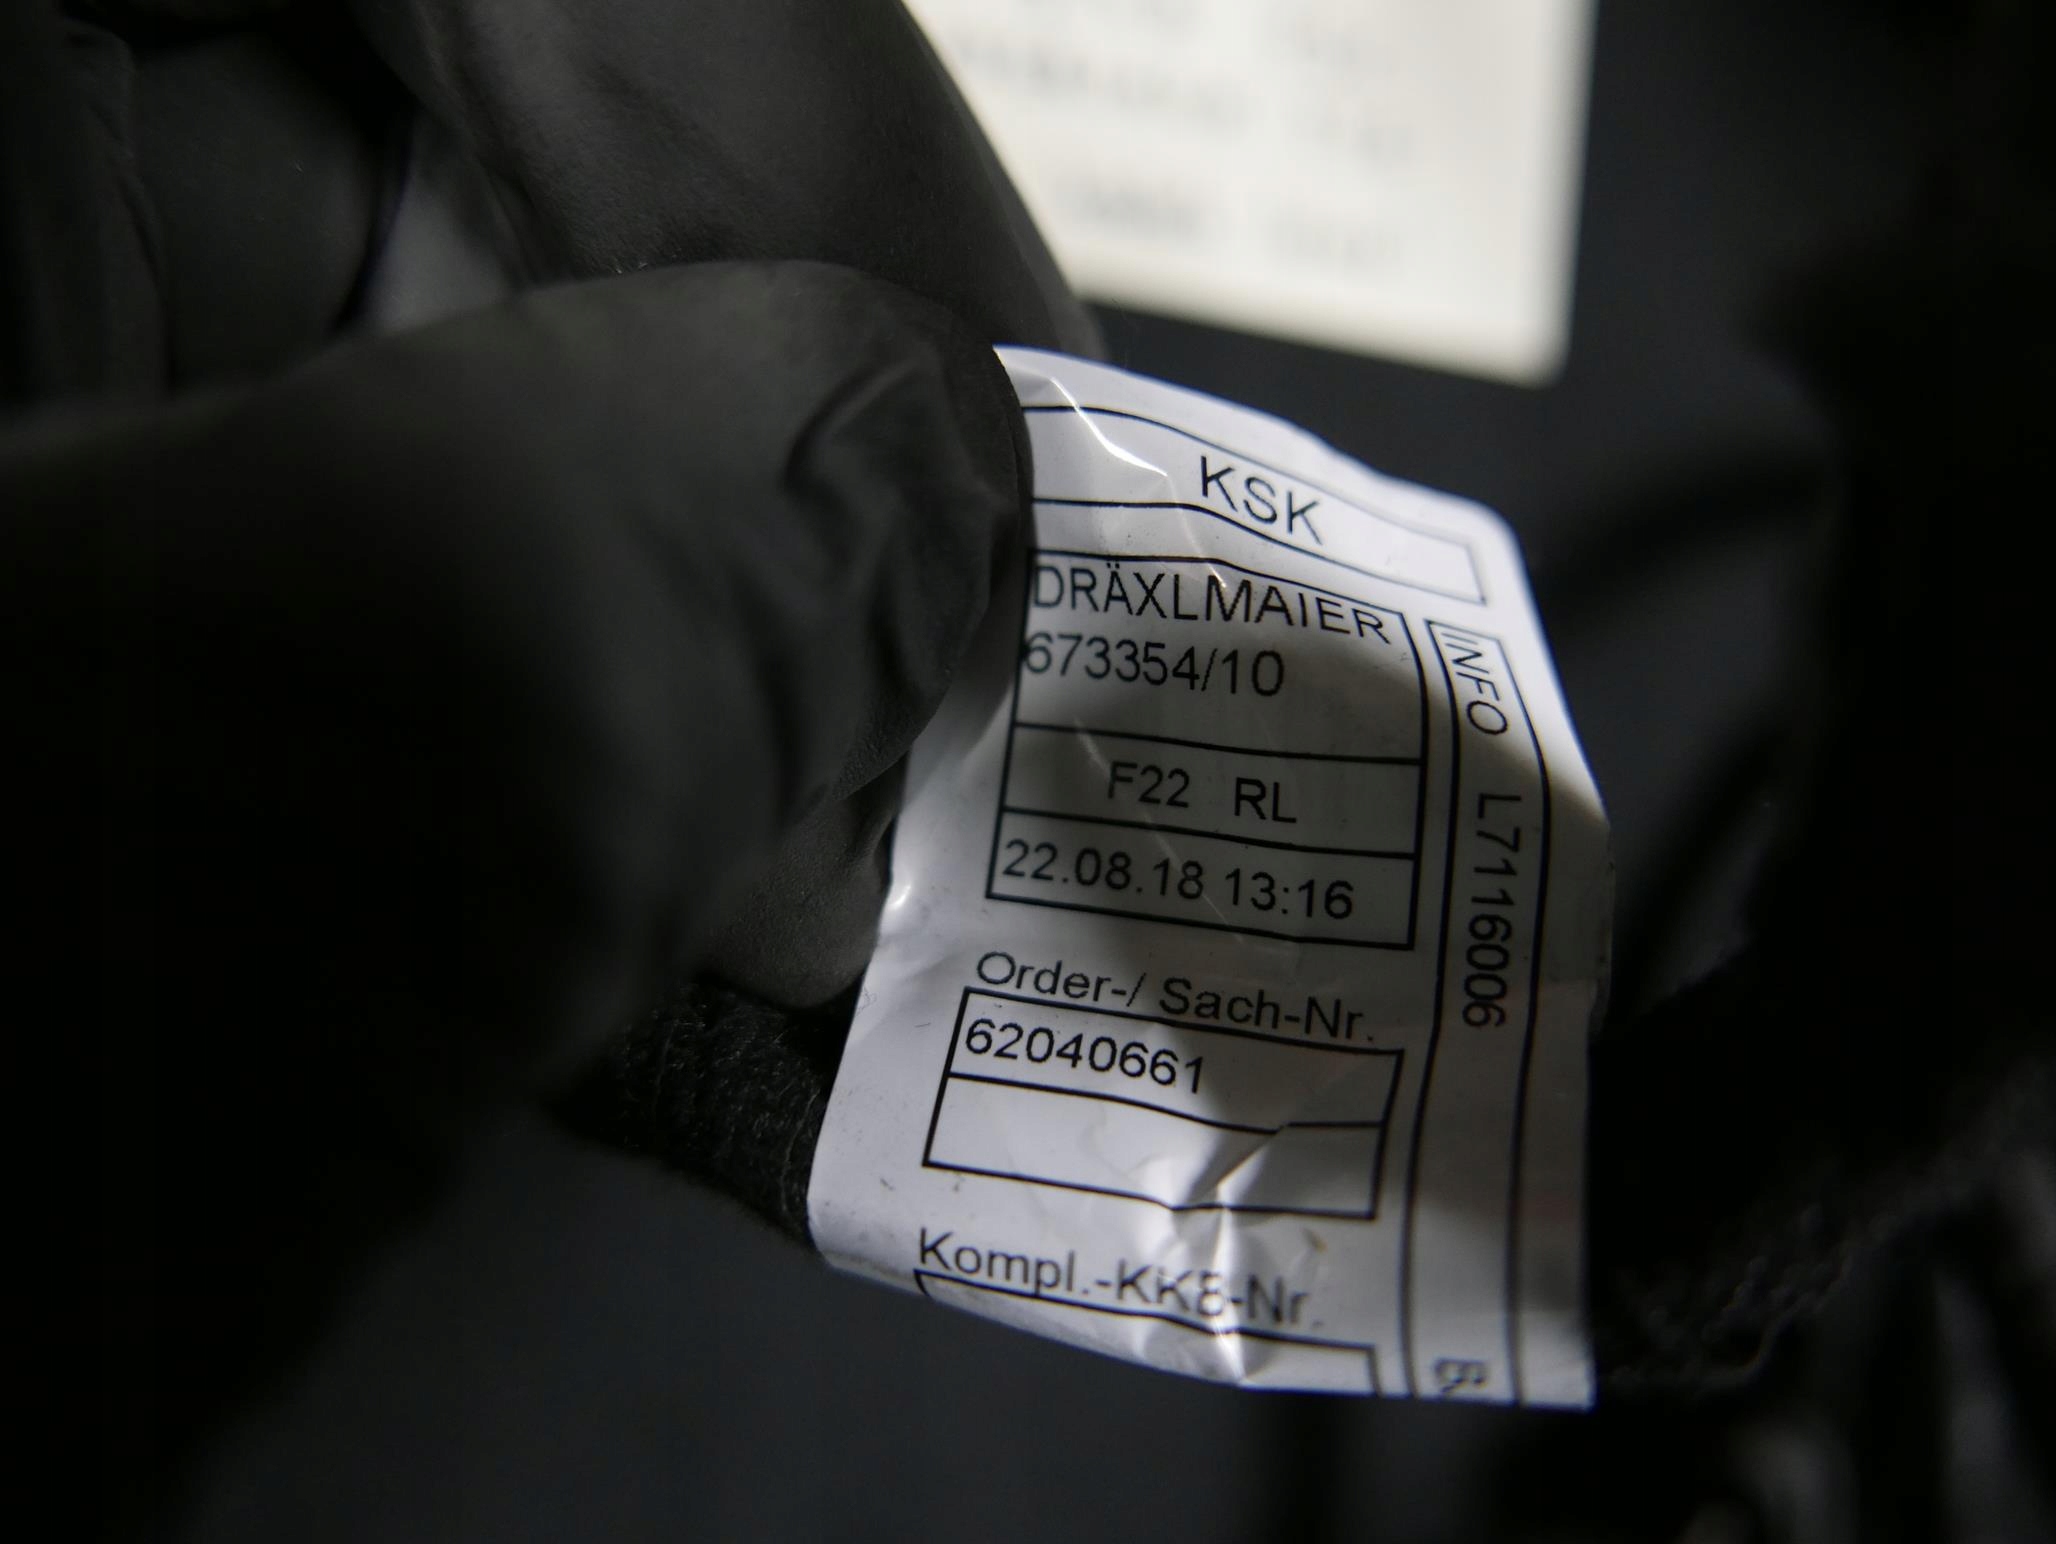 KSK
DRÄXLMAIER
673354/10
F22 RL
22.08.18 13:16
Order-/ Sach-Nr.
62040661
Kompl.-KKB-Nr.
INFO L7116006